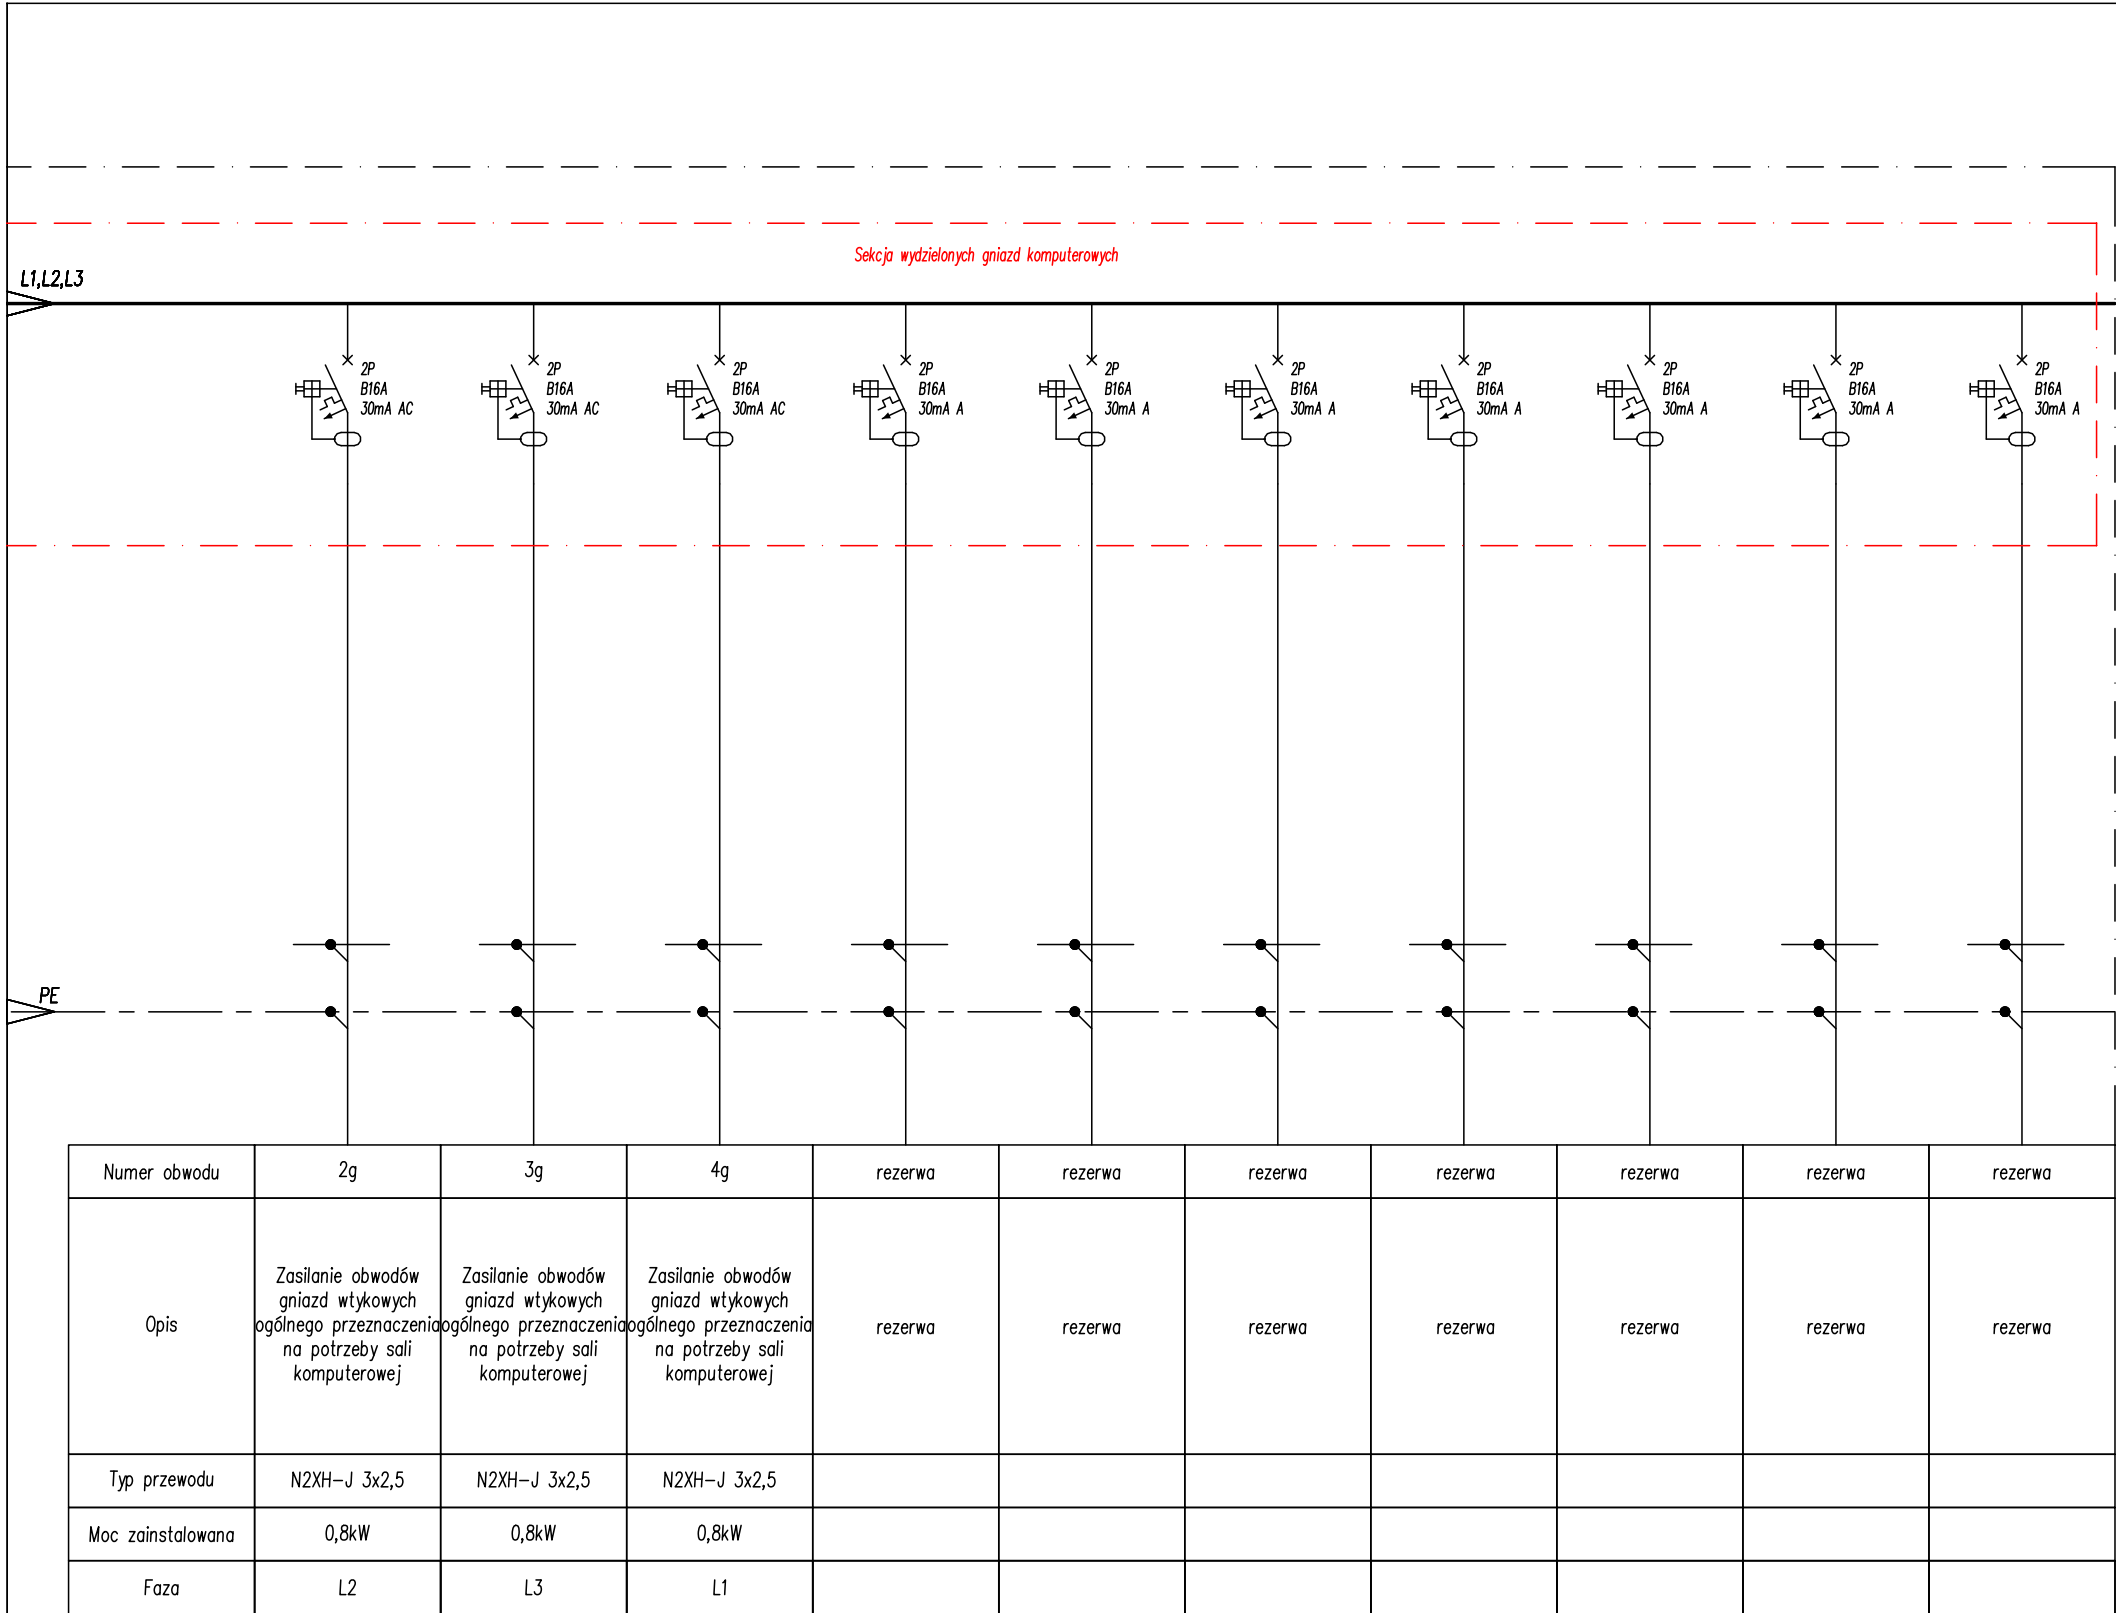 Sekcja wydzielonych gniazd komputerowych
L1,L2,L3
2P
B16A
30mA AC
2P
B16A
30mA AC
2P
B16A
30mA AC
2P
B16A
30mA A
2P
B16A
30mA A
2P
B16A
30mA A
2P
B16A
30mA A
2P
B16A
30mA A
2P
B16A
30mA A
2P
B16A
30mA A
PE
Numer obwodu 2g 3g 4g rezerwa rezerwa rezerwa rezerwa rezerwa rezerwa rezerwa
Opis
Zasilanie obwodów
gniazd wtykowych
ogólnego przeznaczenia
na potrzeby sali
komputerowej
Zasilanie obwodów
gniazd wtykowych
ogólnego przeznaczenia
na potrzeby sali
komputerowej
Zasilanie obwodów
gniazd wtykowych
ogólnego przeznaczenia
na potrzeby sali
komputerowej
rezerwa rezerwa rezerwa rezerwa rezerwa rezerwa rezerwa
Typ przewodu N2XH-J 3x2,5 N2XH-J 3x2,5 N2XH-J 3x2,5
Moc zainstalowana 0,8kW 0,8kW 0,8kW
Faza L2 L3 L1